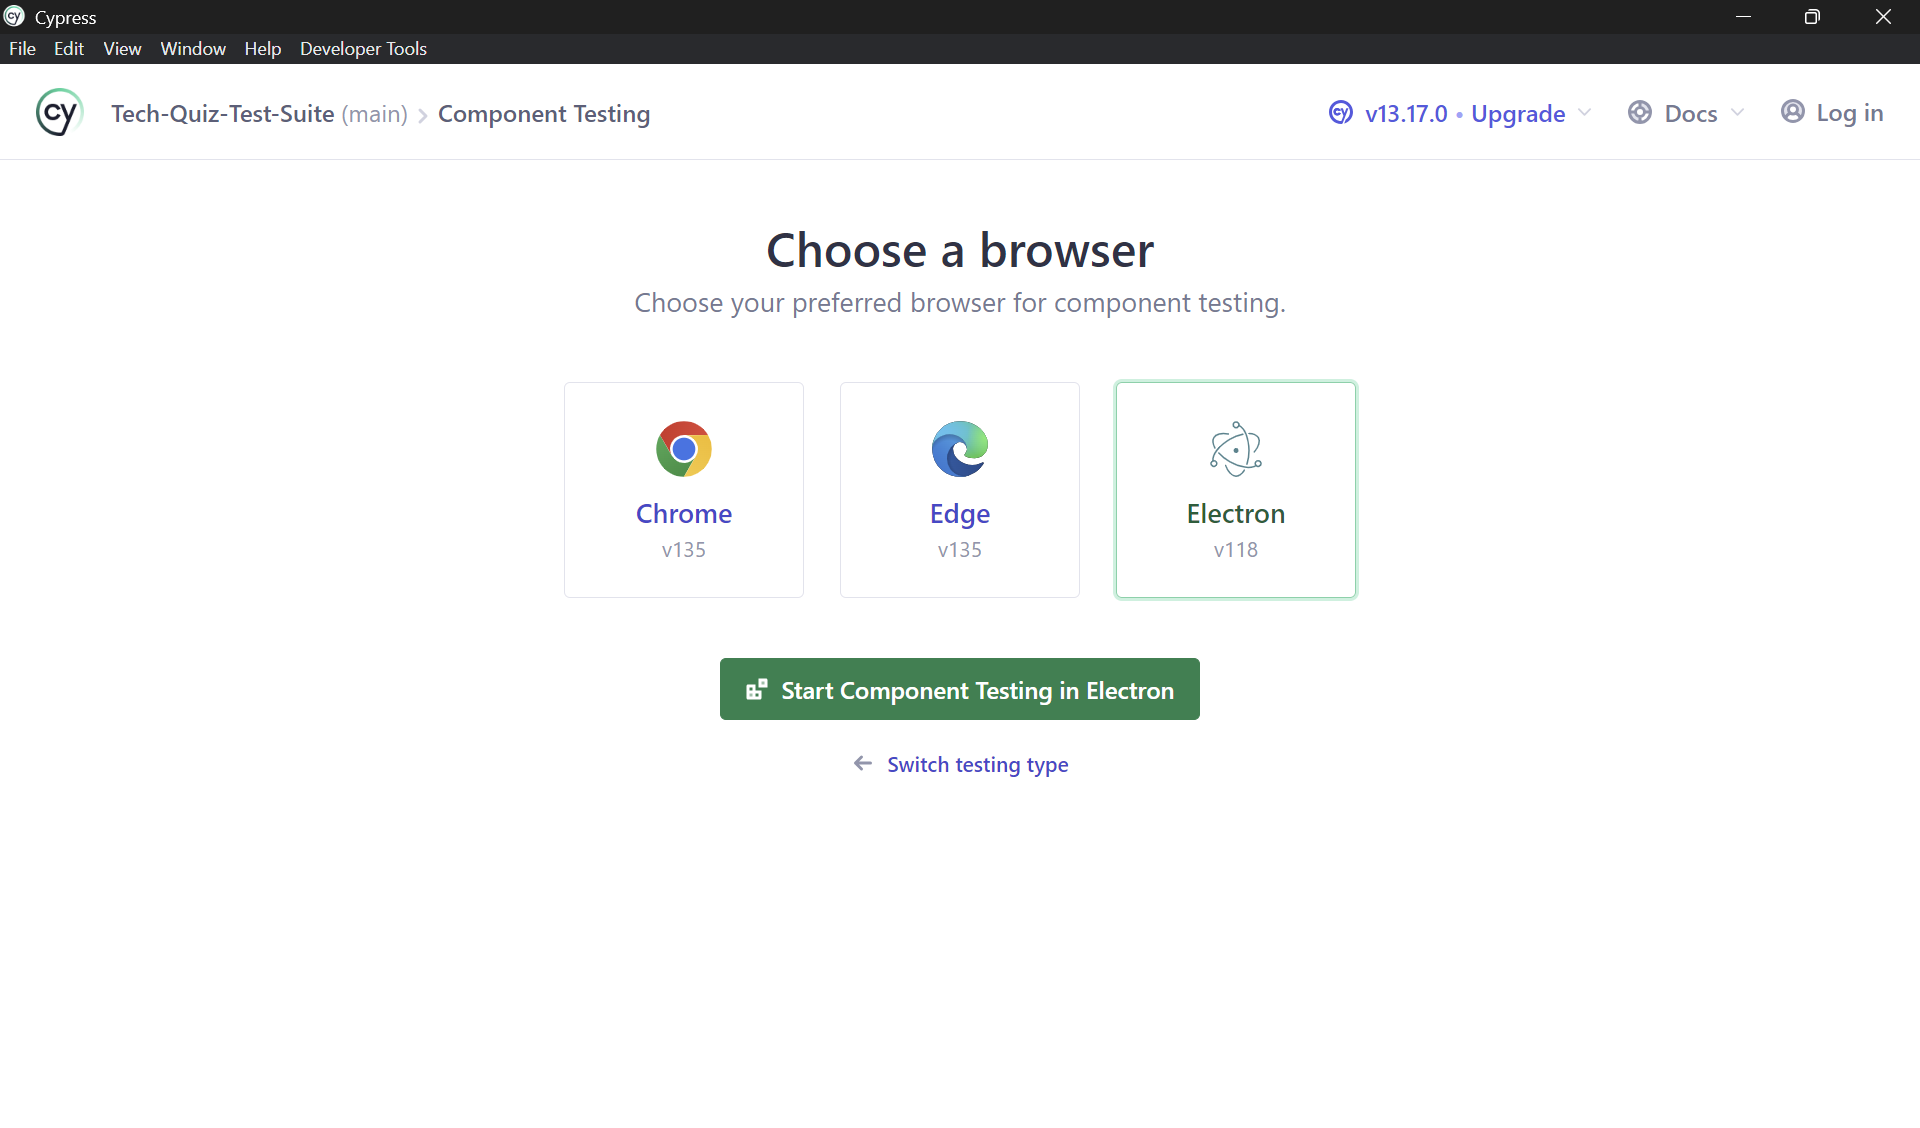 cy Cypress
File Edit View Window Help Developer Tools
cy Tech-Quiz-Test-Suite (main) > Component Testing cy v13.17.0 • Upgrade Docs Log in
Choose a browser
Choose your preferred browser for component testing.
Chrome Edge Electron
v135 v135 v118
Start Component Testing in Electron
← Switch testing type